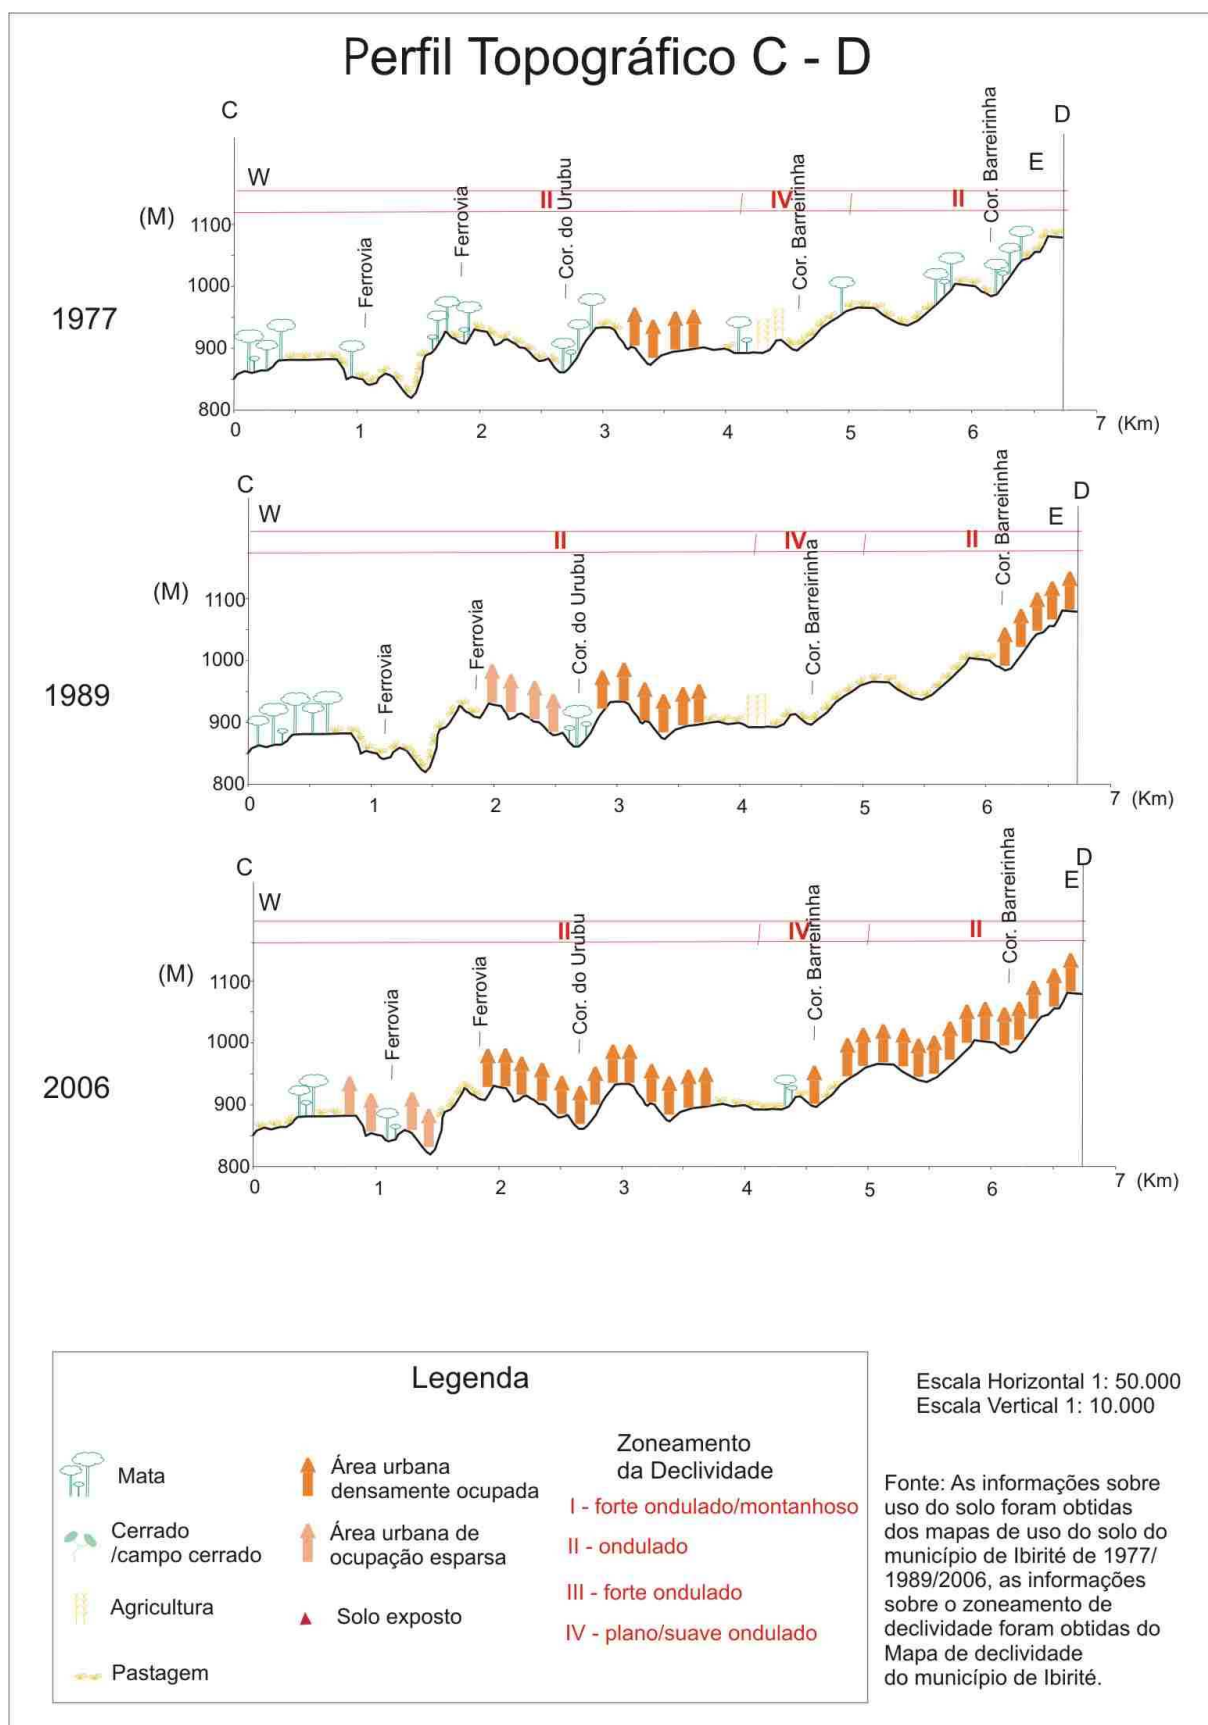 Perfil Topográfico C - D
C
D
W
E
II
IV
II
(M)
1100
1000
900
800
1977
Ferrovia
Ferrovia
Cor. do Urubu
Cor. Barreirinha
Cor. Barreirinha
0
1
2
3
4
5
6
7 (Km)
C
D
W
E
II
IV
II
(M)
1100
1000
900
800
1989
Ferrovia
Ferrovia
Cor. do Urubu
Cor. Barreirinha
Cor. Barreirinha
0
1
2
3
4
5
6
7 (Km)
C
D
W
E
II
IV
II
(M)
1100
1000
900
800
2006
Ferrovia
Ferrovia
Cor. do Urubu
Cor. Barreirinha
Cor. Barreirinha
0
1
2
3
4
5
6
7 (Km)
Legenda
Mata
Cerrado
/campo cerrado
Agricultura
Pastagem
Área urbana
densamente ocupada
Área urbana de
ocupação esparsa
Solo exposto
Zoneamento
da Declividade
I - forte ondulado/montanhoso
II - ondulado
III - forte ondulado
IV - plano/suave ondulado
Escala Horizontal 1: 50.000
Escala Vertical 1: 10.000
Fonte: As informações sobre
uso do solo foram obtidas
dos mapas de uso do solo do
município de Ibirité de 1977/
1989/2006, as informações
sobre o zoneamento de
declividade foram obtidas do
Mapa de declividade
do município de Ibirité.